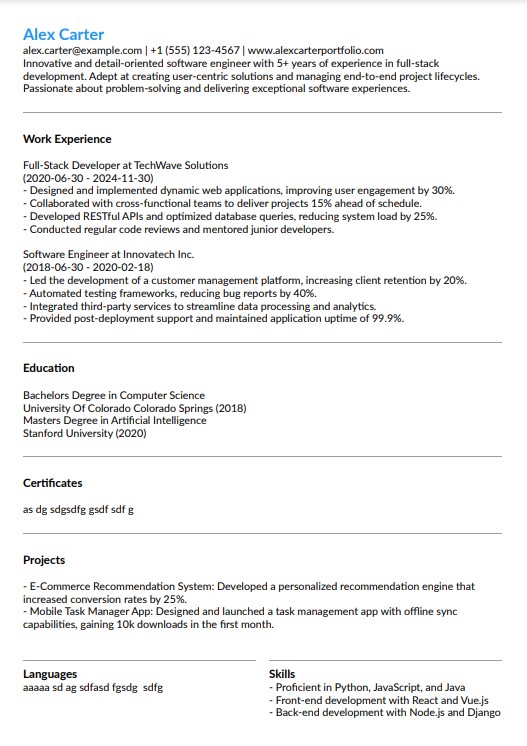 Alex Carter
alex.carter@example.com | +1 (555) 123-4567 | www.alexcarterportfolio.com
Innovative and detail-oriented software engineer with 5+ years of experience in full-stack
development. Adept at creating user-centric solutions and managing end-to-end project lifecycles.
Passionate about problem-solving and delivering exceptional software experiences.
Work Experience
Full-Stack Developer at TechWave Solutions
(2020-06-30 - 2024-11-30)
- Designed and implemented dynamic web applications, improving user engagement by 30%.
- Collaborated with cross-functional teams to deliver projects 15% ahead of schedule.
- Developed RESTful APIs and optimized database queries, reducing system load by 25%.
- Conducted regular code reviews and mentored junior developers.
Software Engineer at Innovatech Inc.
(2018-06-30 - 2020-02-18)
- Led the development of a customer management platform, increasing client retention by 20%.
- Automated testing frameworks, reducing bug reports by 40%.
- Integrated third-party services to streamline data processing and analytics.
- Provided post-deployment support and maintained application uptime of 99.9%.
Education
Bachelors Degree in Computer Science
University Of Colorado Colorado Springs (2018)
Masters Degree in Artificial Intelligence
Stanford University (2020)
Certificates
as dg sdgsdfg gsdf sdf g
Projects
- E-Commerce Recommendation System: Developed a personalized recommendation engine that
increased conversion rates by 25%.
- Mobile Task Manager App: Designed and launched a task management app with offline sync
capabilities, gaining 10k downloads in the first month.
Languages
aaaaa sd ag sdfasd fgsdg  sdfg
Skills
- Proficient in Python, JavaScript, and Java
- Front-end development with React and Vue.js
- Back-end development with Node.js and Django